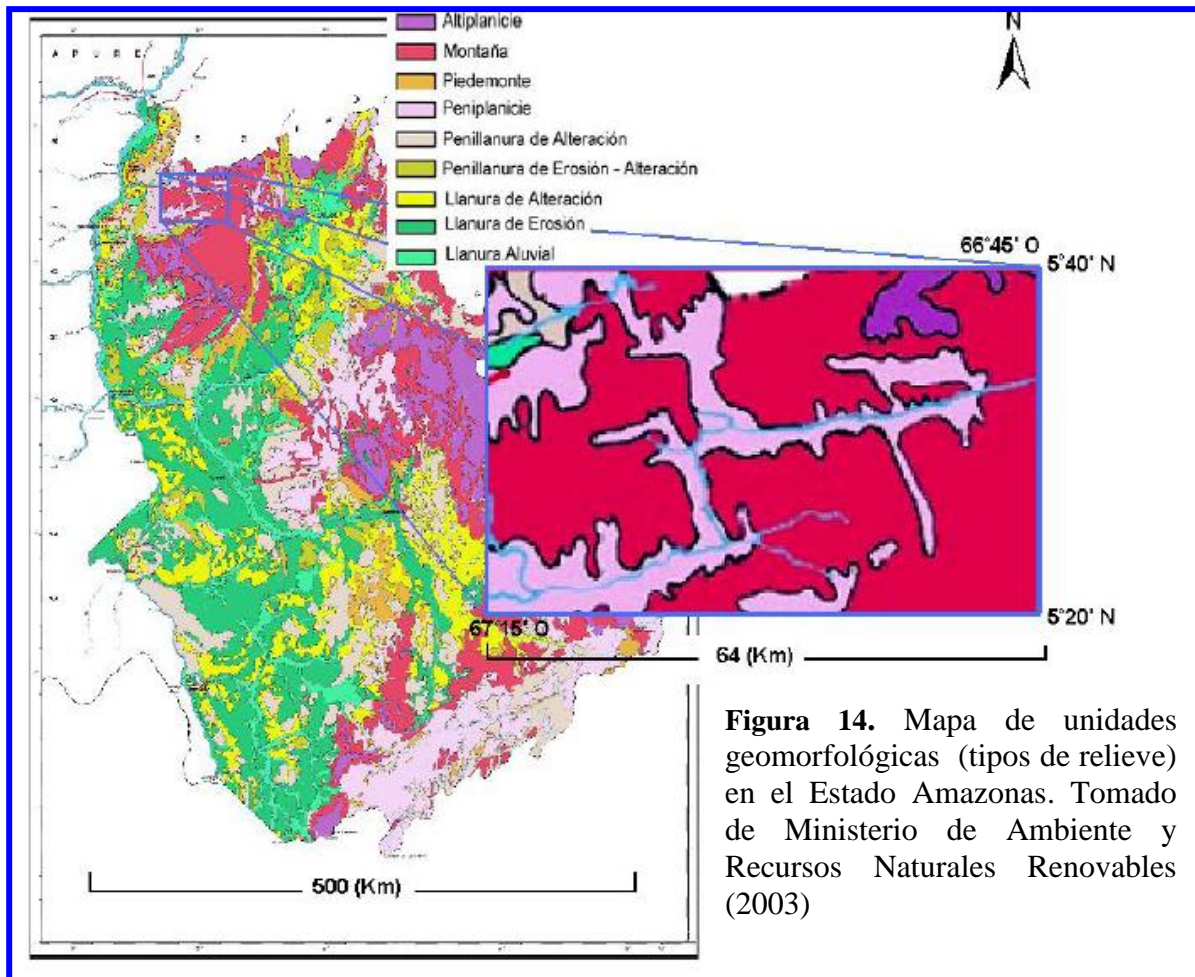 A P U R E
N
Altiplanicie
Montaña
Piedemonte
Peniplanicie
Penillanura de Alteración
Penillanura de Erosión - Alteración
Llanura de Alteración
Llanura de Erosión
Llanura Aluvial
66°45' O
5°40' N
67°15' O
5°20' N
64 (Km)
500 (Km)
Figura 14. Mapa de unidades
geomorfológicas (tipos de relieve)
en el Estado Amazonas. Tomado
de Ministerio de Ambiente y
Recursos Naturales Renovables
(2003)